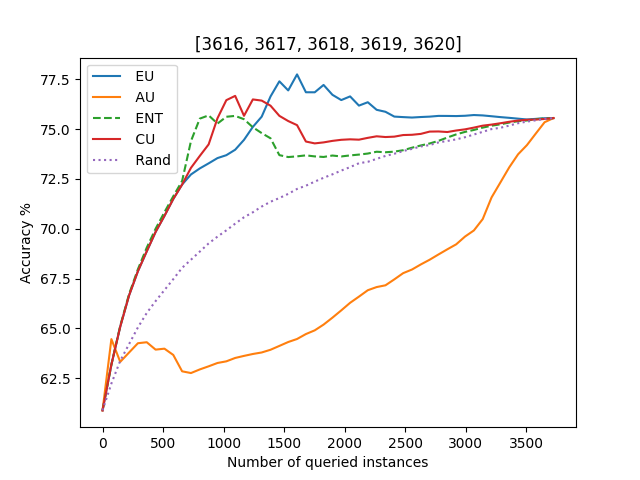 [3616, 3617, 3618, 3619, 3620]
EU
AU
ENT
CU
Rand
Accuracy %
77.5
75.0
72.5
70.0
67.5
65.0
62.5
0 500 1000 1500 2000 2500 3000 3500
Number of queried instances